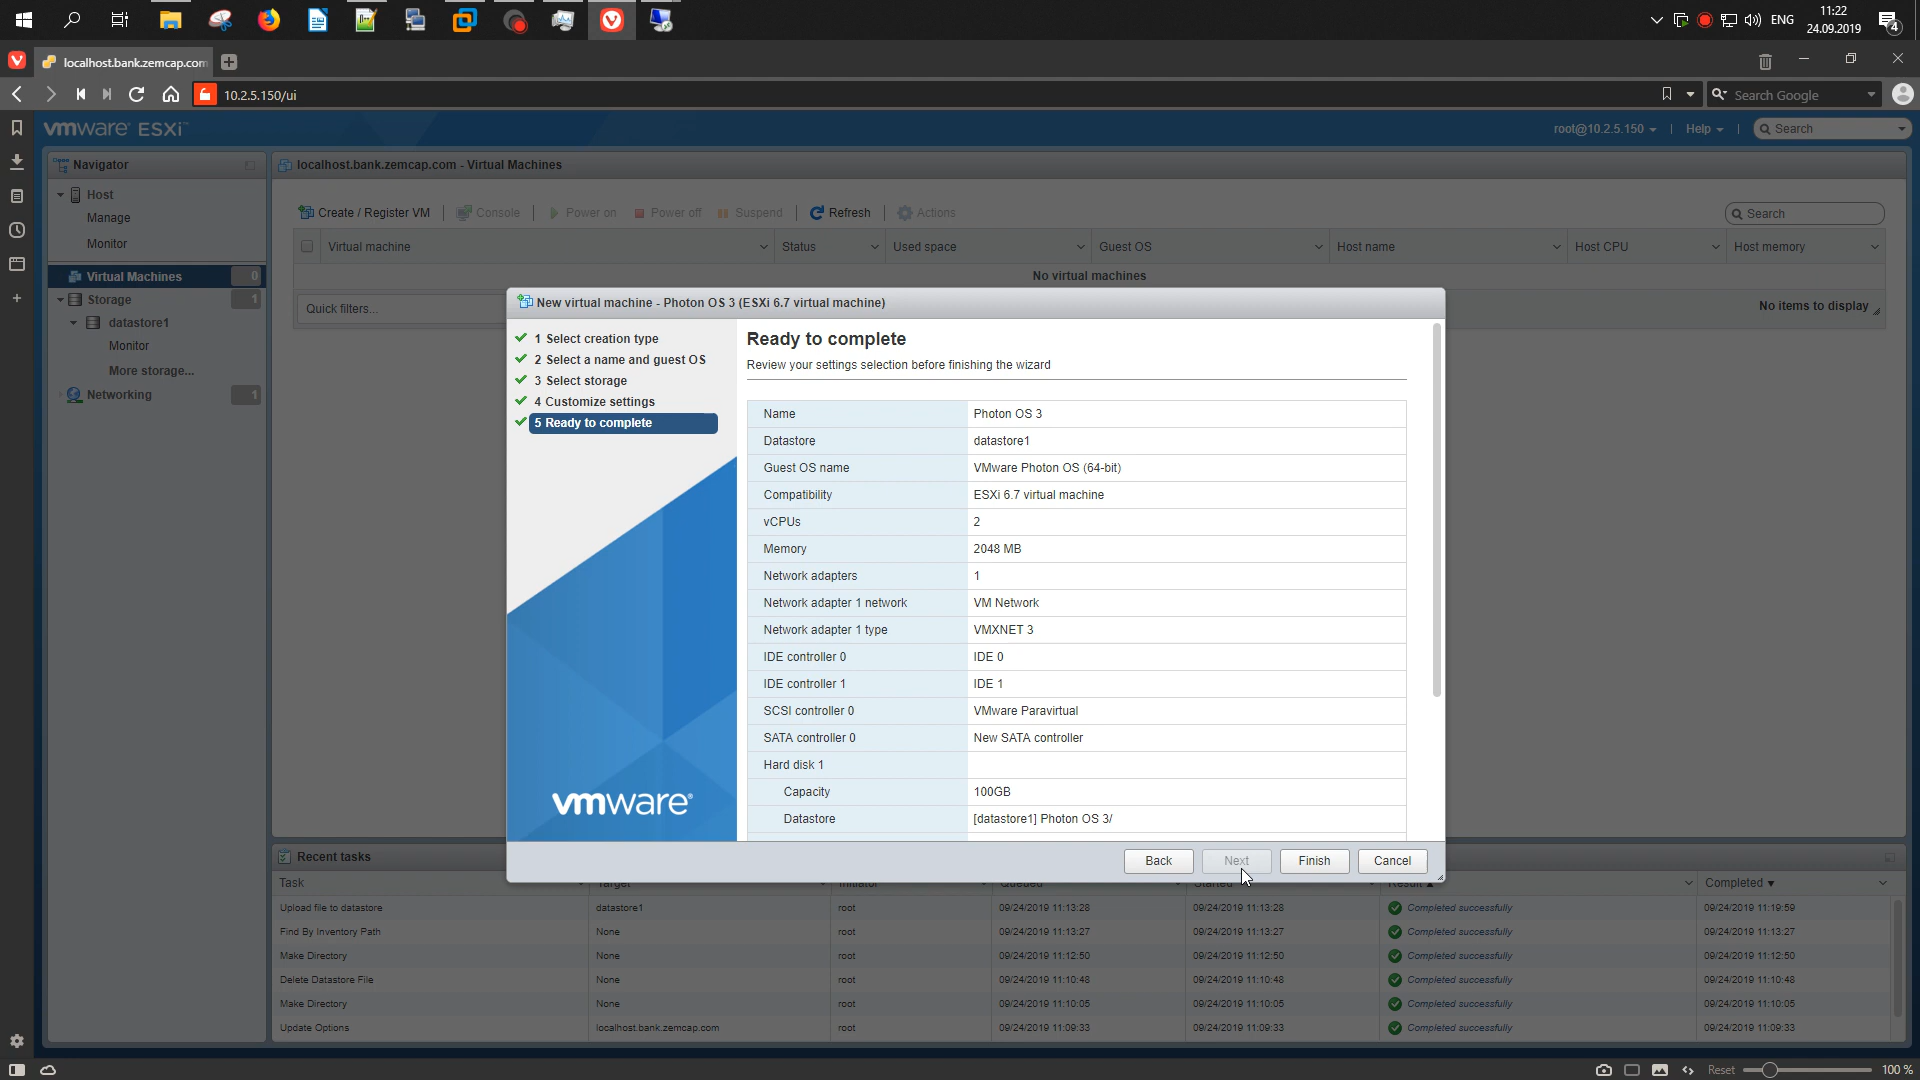 ENG
11:22
24.09.2019
4
localhost.bank.zemcap.com
10.2.5.150/ui
Search Google
vmware® ESXi™
root@10.2.5.150
|
Help
|
Search
Navigator
Host
Manage
Monitor
Virtual Machines
0
Storage
1
datastore1
Monitor
More storage...
Networking
1
localhost.bank.zemcap.com - Virtual Machines
Create / Register VM
Console
Power on
Power off
Suspend
Refresh
Actions
Search
Virtual machine
Status
Used space
Guest OS
Host name
Host CPU
Host memory
No virtual machines
Quick filters...
No items to display
New virtual machine - Photon OS 3 (ESXi 6.7 virtual machine)
1 Select creation type
2 Select a name and guest OS
3 Select storage
4 Customize settings
5 Ready to complete
vmware®
Ready to complete
Review your settings selection before finishing the wizard
Name Photon OS 3
Datastore datastore1
Guest OS name VMware Photon OS (64-bit)
Compatibility ESXi 6.7 virtual machine
vCPUs 2
Memory 2048 MB
Network adapters 1
Network adapter 1 network VM Network
Network adapter 1 type VMXNET 3
IDE controller 0 IDE 0
IDE controller 1 IDE 1
SCSI controller 0 VMware Paravirtual
SATA controller 0 New SATA controller
Hard disk 1
Capacity 100GB
Datastore [datastore1] Photon OS 3/
Back
Next
Finish
Cancel
Recent tasks
Task Target Initiator Queued Started Result Completed
Upload file to datastore datastore1 root 09/24/2019 11:13:28 09/24/2019 11:13:28 Completed successfully 09/24/2019 11:19:59
Find By Inventory Path None root 09/24/2019 11:13:27 09/24/2019 11:13:27 Completed successfully 09/24/2019 11:13:27
Make Directory None root 09/24/2019 11:12:50 09/24/2019 11:12:50 Completed successfully 09/24/2019 11:12:50
Delete Datastore File None root 09/24/2019 11:10:48 09/24/2019 11:10:48 Completed successfully 09/24/2019 11:10:48
Make Directory None root 09/24/2019 11:10:05 09/24/2019 11:10:05 Completed successfully 09/24/2019 11:10:05
Update Options localhost.bank.zemcap.com root 09/24/2019 11:09:33 09/24/2019 11:09:33 Completed successfully 09/24/2019 11:09:33
Reset
100 %